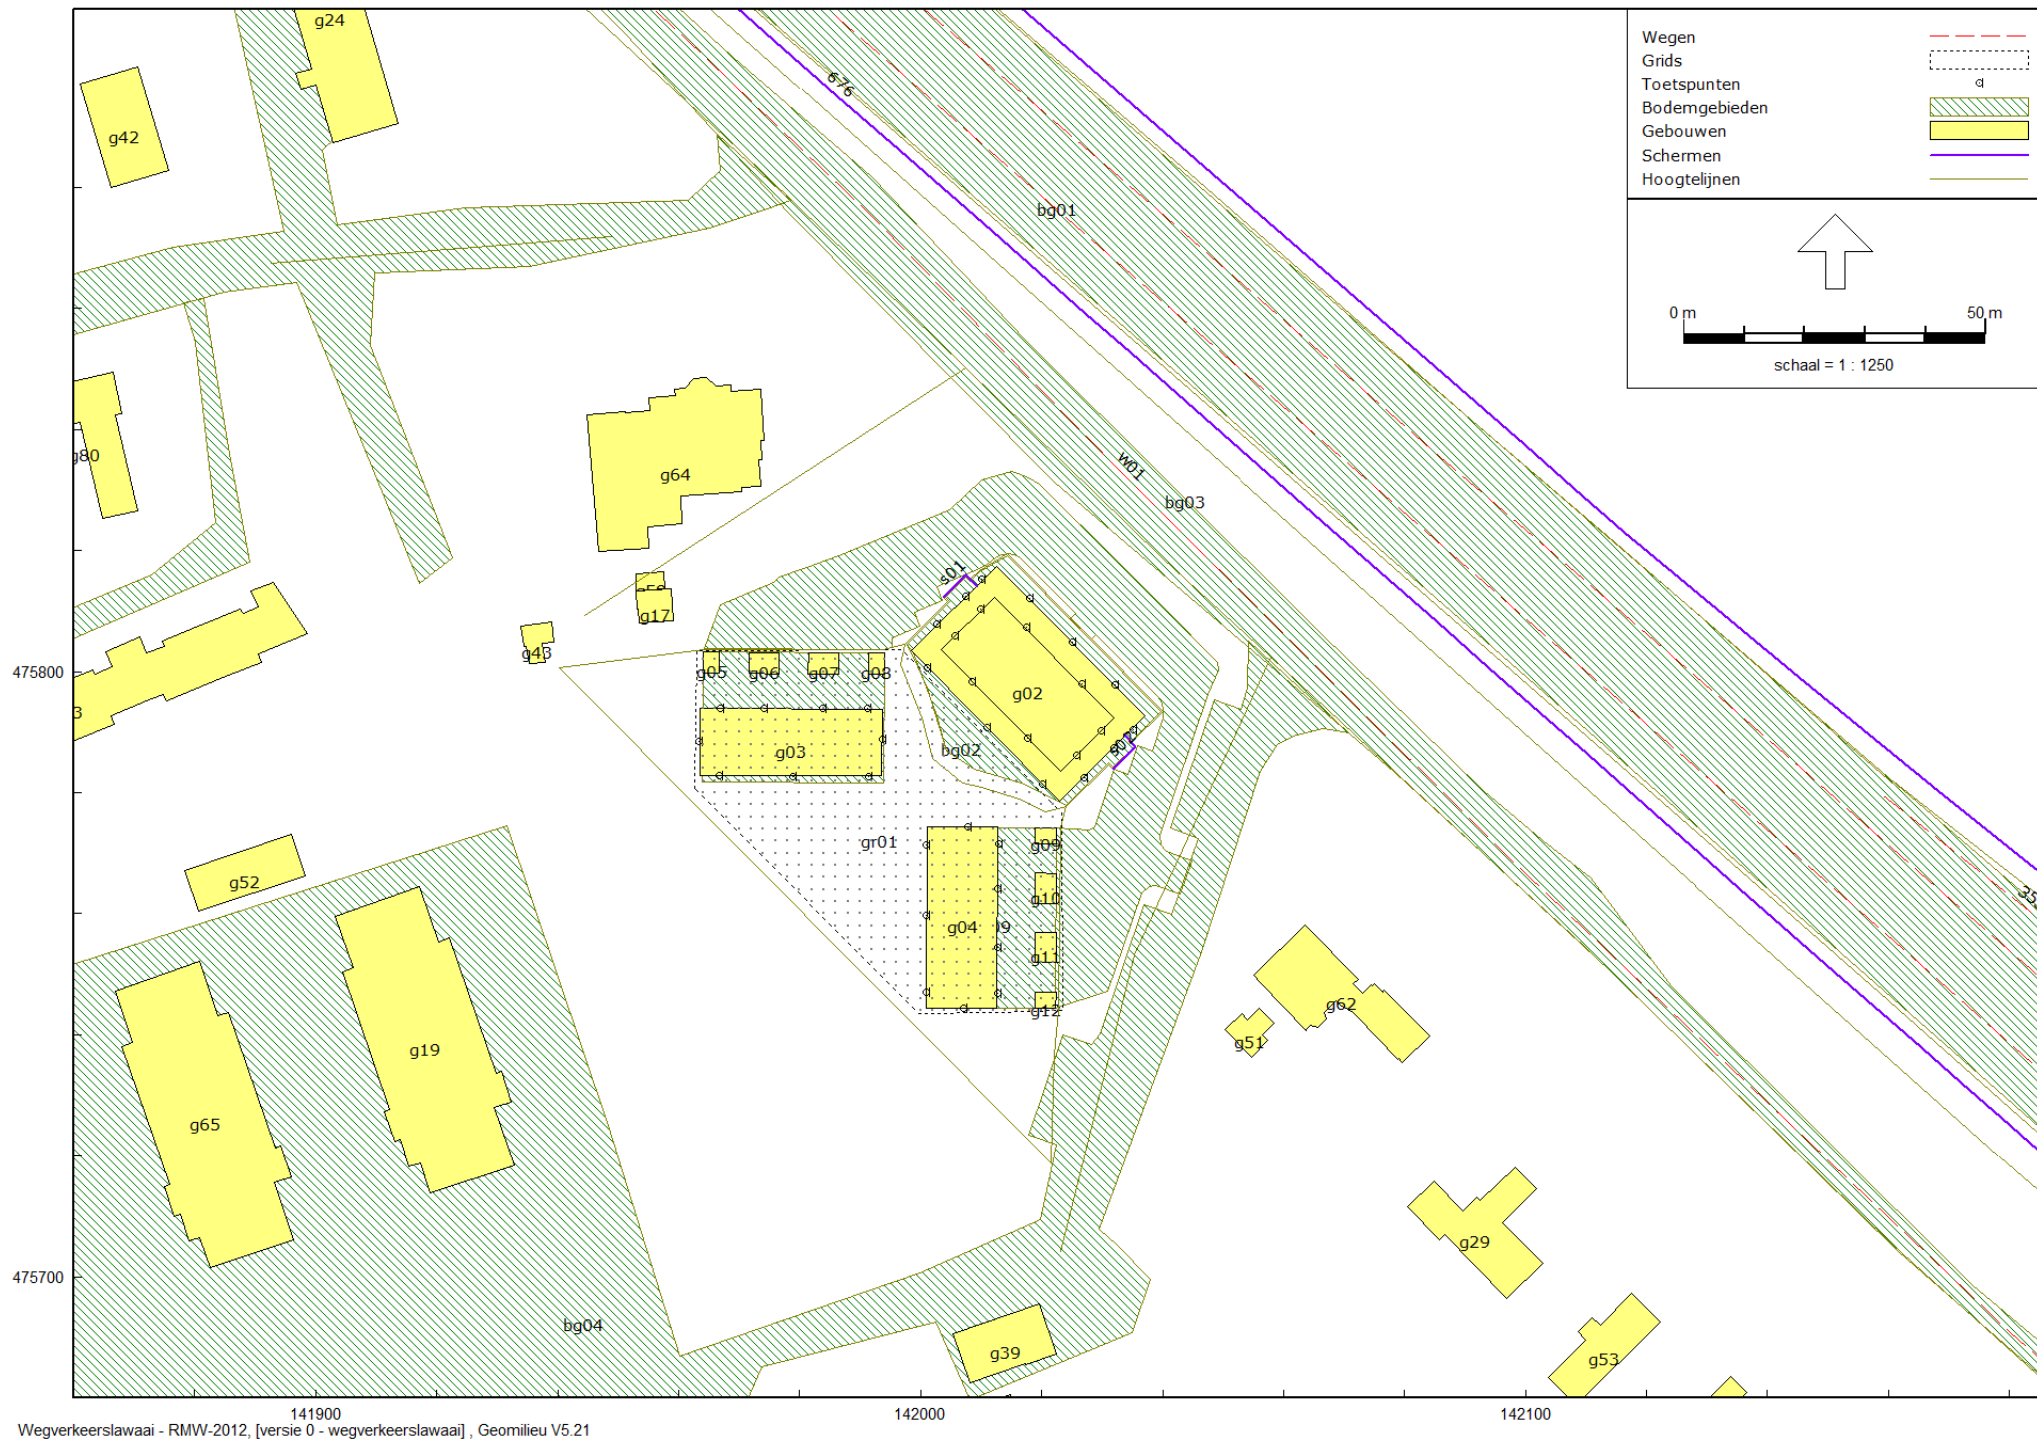 g24
Wegen
Grids
Toetspunten
Bodemgebieden
Gebouwen
Schermen
Hoogtelijnen
676
g42
bg01
0 m
50 m
schaal = 1 : 1250
g80
g64
w01
bg03
s01
g17
g43
475800
g05
g06
g07
g08
g02
g03
bg02
s02
gr01
g09
g52
g10
g04
g11
g62
g12
g51
g19
g65
g29
475700
bg04
g39
g53
141900
142000
142100
Wegverkeerslawaai - RMW-2012, [versie 0 - wegverkeerslawaai] , Geomilieu V5.21